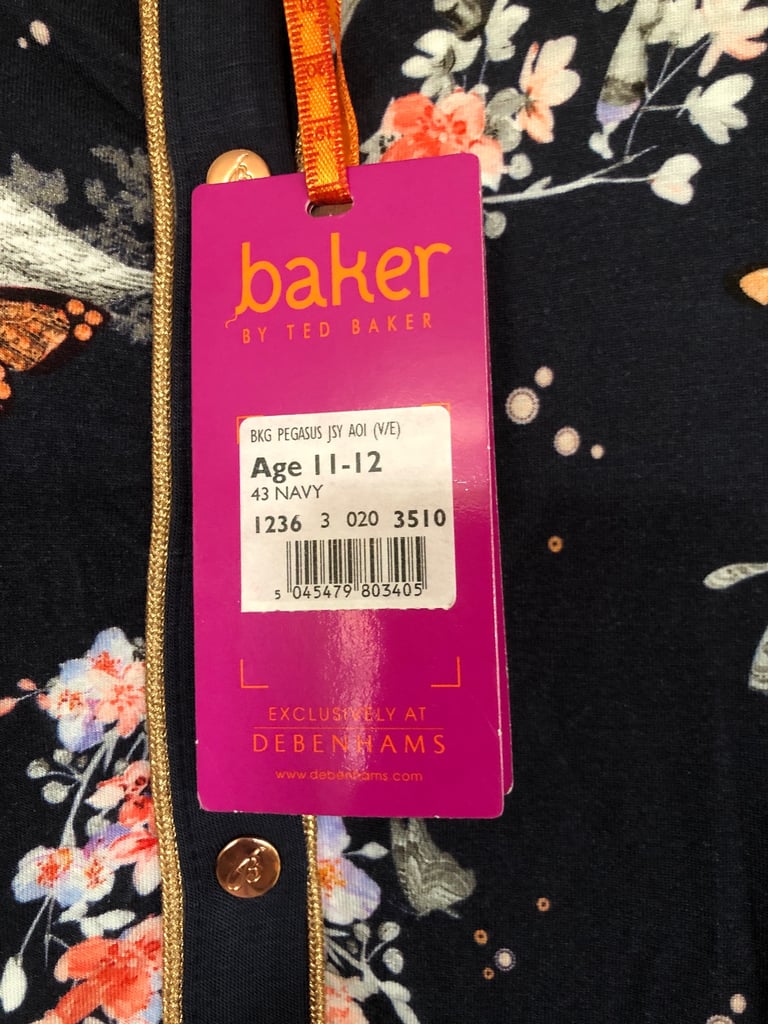 baker
BY TED BAKER
BKG PEGASUS JSY AOI (V/E)
Age 11-12
43 NAVY
1236 3 020 3510
5 045479 803405
EXCLUSIVELY AT
DEBENHAMS
www.debenhams.com